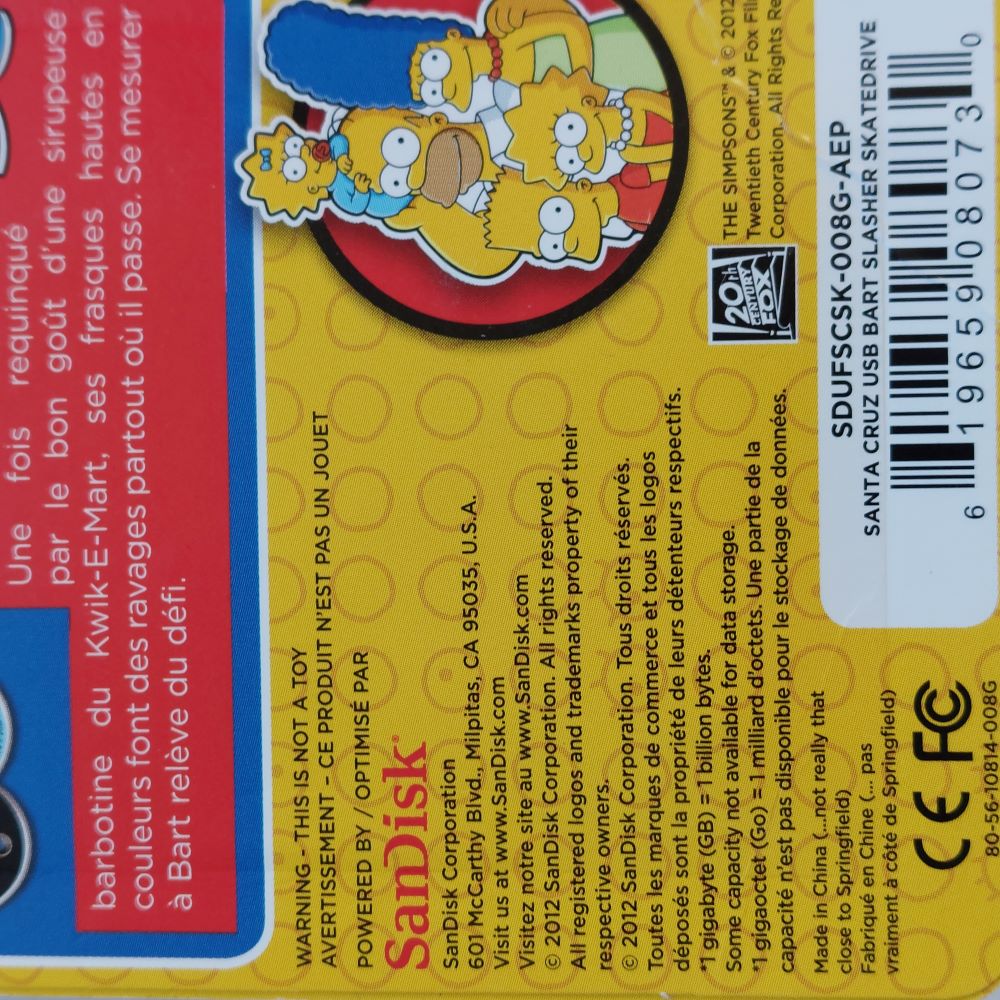 Une fois requinqué
par le bon goût d'une sirupeuse
barbotine du Kwik-E-Mart, ses frasques hautes en
couleurs font des ravages partout où il passe. Se mesurer
à Bart relève du défi.
WARNING - THIS IS NOT A TOY
AVERTISSEMENT - CE PRODUIT N'EST PAS UN JOUET
POWERED BY / OPTIMISÉ PAR
SanDisk
SanDisk Corporation
601 McCarthy Blvd., Milpitas, CA 95035, U.S.A.
Visit us at www.SanDisk.com
Visitez notre site au www.SanDisk.com
© 2012 SanDisk Corporation. All rights reserved.
All registered logos and trademarks property of their
respective owners.
© 2012 SanDisk Corporation. Tous droits réservés.
Toutes les marques de commerce et tous les logos
déposés sont la propriété de leurs détenteurs respectifs.
*1 gigabyte (GB) = 1 billion bytes.
Some capacity not available for data storage.
*1 gigaoctet (Go) = 1 milliard d'octets. Une partie de la
capacité n'est pas disponible pour le stockage de données.
Made in China (...not really that
close to Springfield)
Fabriqué en Chine (... pas
vraiment à côté de Springfield)
CE FC
80-56-10814-008G
20th
CENTURY
FOX
THE SIMPSONS™ & © 2012
Twentieth Century Fox
Corporation. All Rights
SDUFSCSK-008G-AEP
SANTA CRUZ USB BART SLASHER SKATEDRIVE
6 19659 08073 0